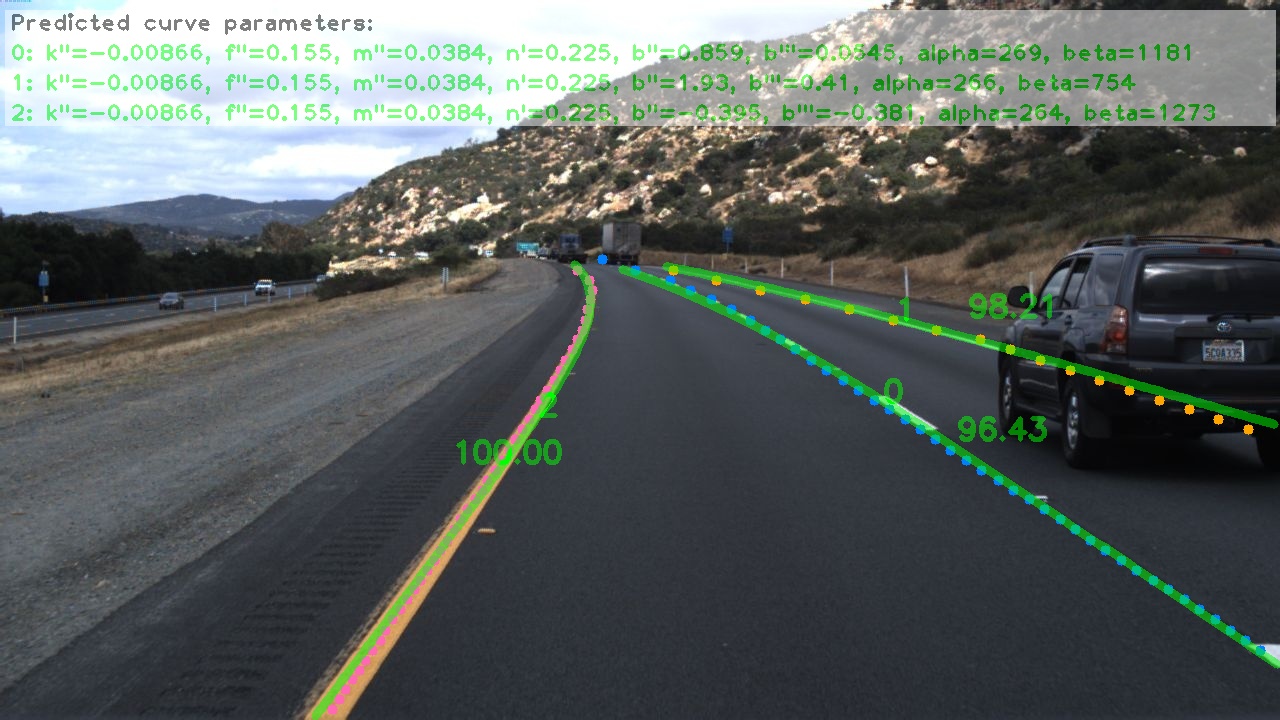 Predicted curve parameters:
0: k"=-0.00866, f"=0.155, m"=0.0384, n'=0.225, b"=0.859, b'''=0.0545, alpha=269, beta=1181
1: k"=-0.00866, f"=0.155, m"=0.0384, n'=0.225, b"=1.93, b'''=0.41, alpha=266, beta=754
2: k"=-0.00866, f"=0.155, m"=0.0384, n'=0.225, b"=-0.395, b'''=-0.381, alpha=264, beta=1273
1 98.21
5CQA335
0
96.43
2
100.00